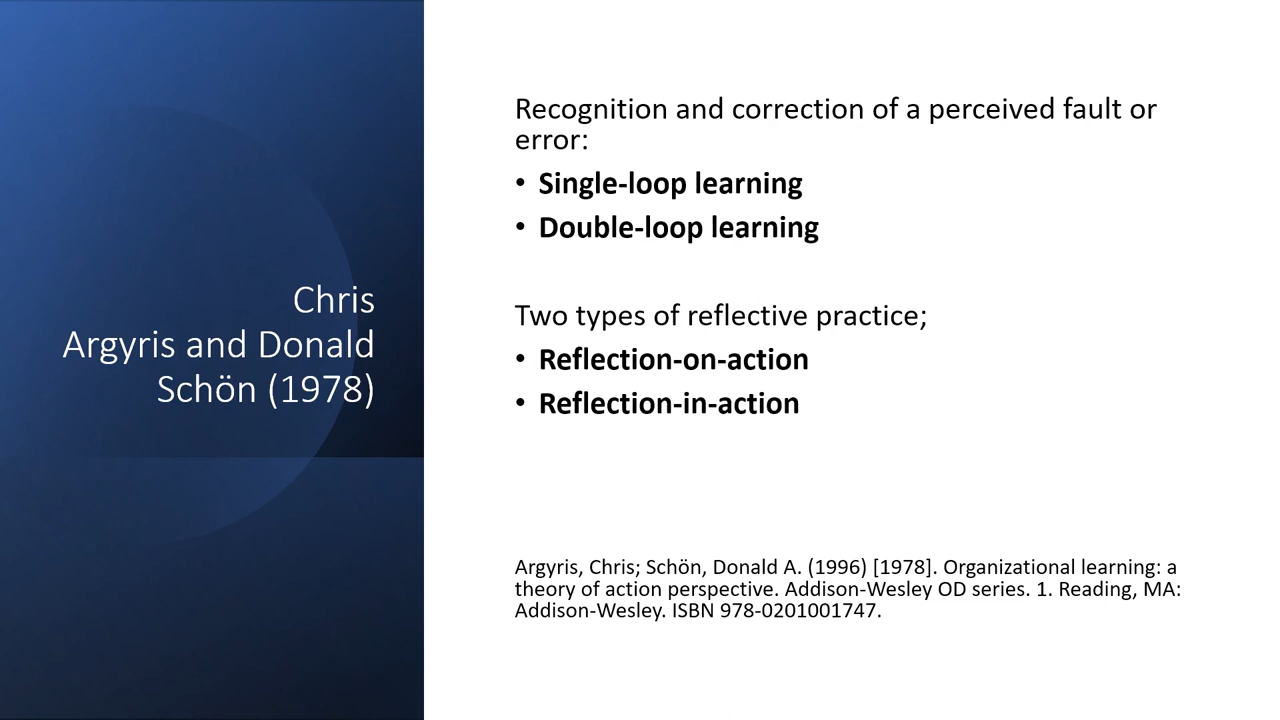 Chris
Argyris and Donald
Schön (1978)
Recognition and correction of a perceived fault or
error:
• Single-loop learning
• Double-loop learning
Two types of reflective practice;
• Reflection-on-action
• Reflection-in-action
Argyris, Chris; Schön, Donald A. (1996) [1978]. Organizational learning: a
theory of action perspective. Addison-Wesley OD series. 1. Reading, MA:
Addison-Wesley. ISBN 978-0201001747.